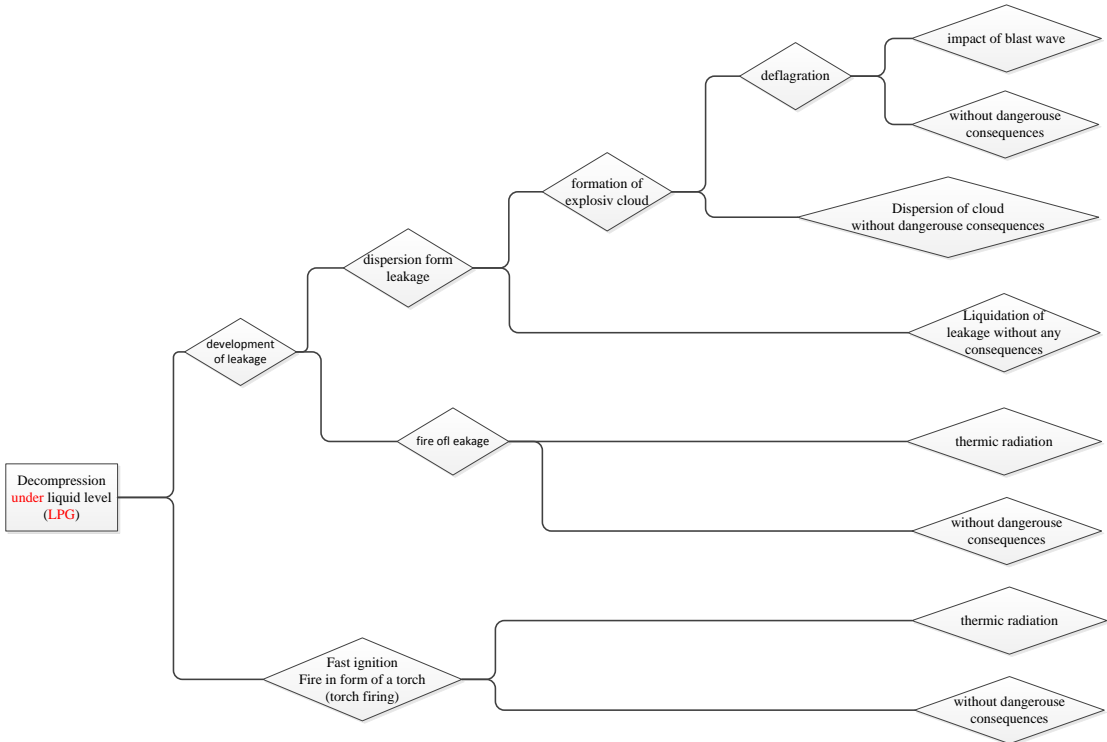 impact of blast wave
deflagration
without dangerouse
consequences
formation of
explosiv cloud
Dispersion of cloud
without dangerouse consequences
dispersion form
leakage
Liquidation of
leakage without any
consequences
development
of leakage
fire ofl eakage
thermic radiation
Decompression
under liquid level
(LPG)
without dangerouse
consequences
thermic radiation
Fast ignition
Fire in form of a torch
(torch firing)
without dangerouse
consequences